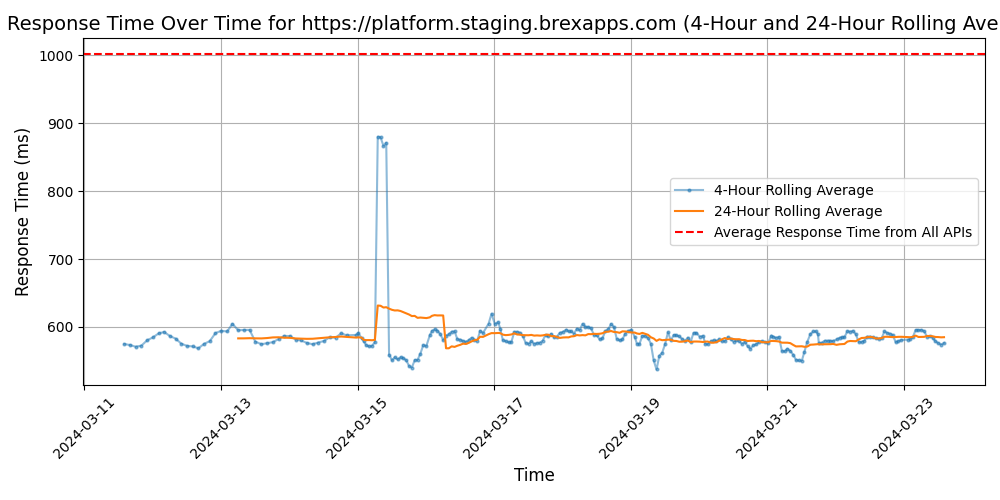 Response Time Over Time for https://platform.staging.brexapps.com (4-Hour and 24-Hour Rolling Ave
1000
900
800
700
600
Response Time (ms)
4-Hour Rolling Average
24-Hour Rolling Average
Average Response Time from All APIs
2024-03-11
2024-03-13
2024-03-15
2024-03-17
2024-03-19
2024-03-21
2024-03-23
Time